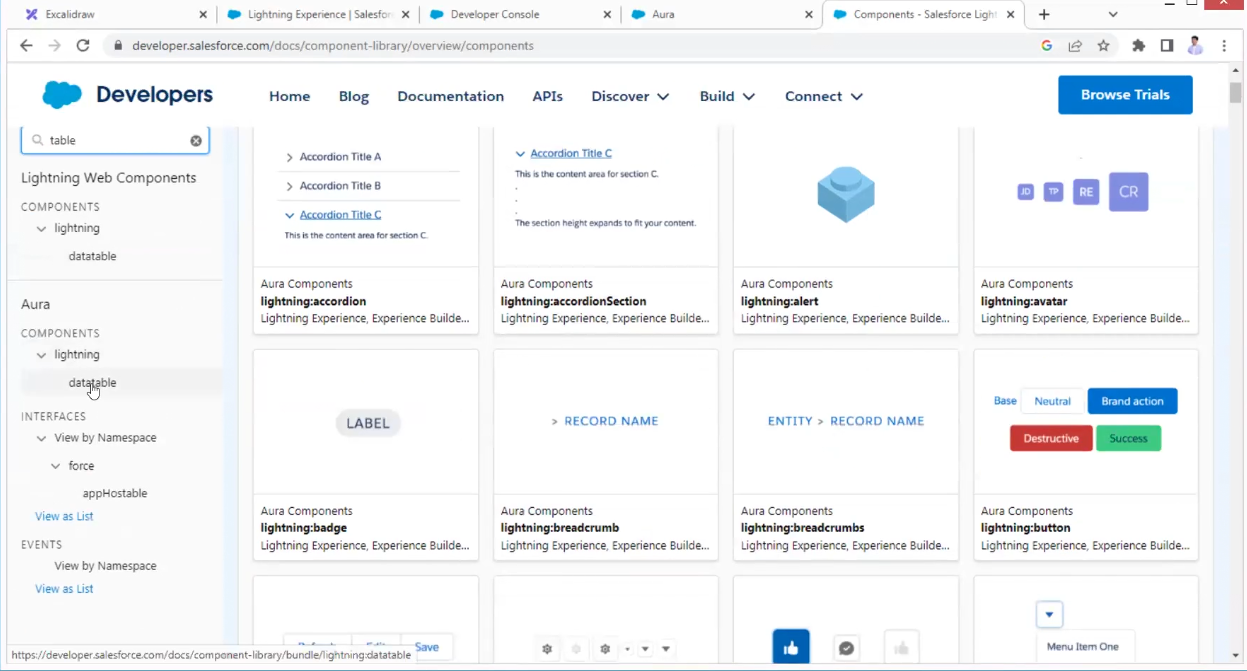 Excalidraw
Lightning Experience | Salesfor
Developer Console
Aura
Components - Salesforce Light
developer.salesforce.com/docs/component-library/overview/components
Developers
Home
Blog
Documentation
APIs
Discover
Build
Connect
Browse Trials
table
Lightning Web Components
COMPONENTS
lightning
datatable
Aura
COMPONENTS
lightning
datatable
INTERFACES
View by Namespace
force
appHostable
View as List
EVENTS
View by Namespace
View as List
Accordion Title A
Accordion Title B
Accordion Title C
This is the content area for section C.
Aura Components
lightning:accordion
Lightning Experience, Experience Builde...
Accordion Title C
This is the content area for section C.
.
.
.
The section height expands to fit your content.
Aura Components
lightning:accordionSection
Lightning Experience, Experience Builde...
Aura Components
lightning:alert
Lightning Experience, Experience Builde...
JD TP RE CR
Aura Components
lightning:avatar
Lightning Experience, Experience Builde...
LABEL
Aura Components
lightning:badge
Lightning Experience, Experience Builde...
> RECORD NAME
Aura Components
lightning:breadcrumb
Lightning Experience, Experience Builde...
ENTITY > RECORD NAME
Aura Components
lightning:breadcrumbs
Lightning Experience, Experience Builde...
Base Neutral Brand action
Destructive Success
Aura Components
lightning:button
Lightning Experience, Experience Builde...
Save
Menu Item One
https://developer.salesforce.com/docs/component-library/bundle/lightning:datatable